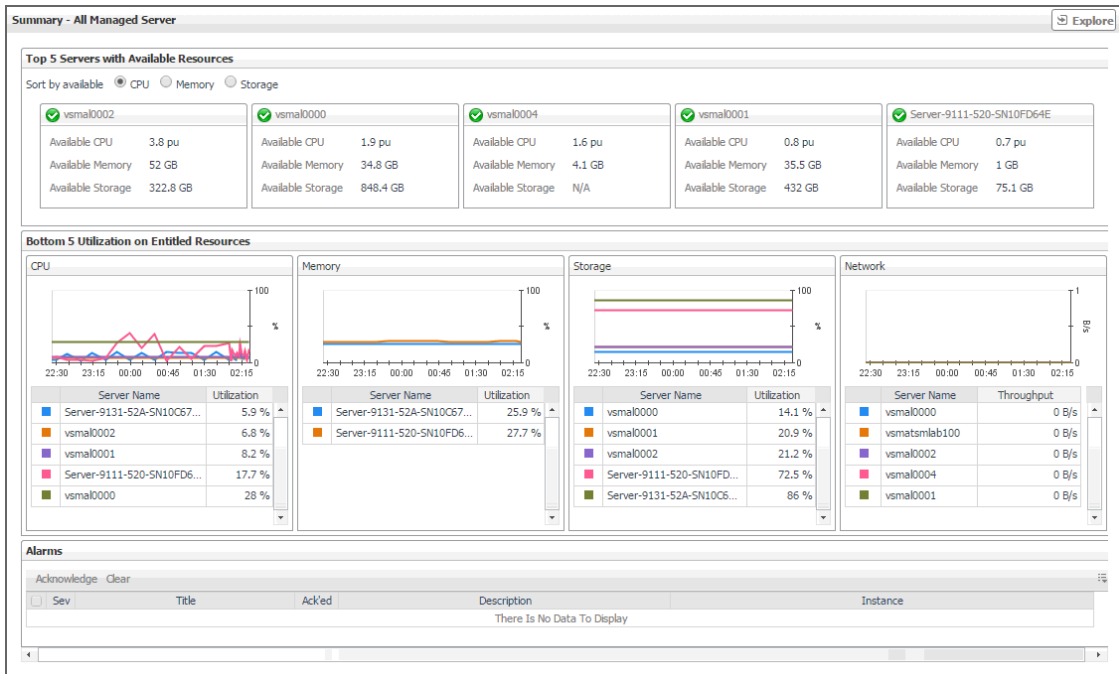 Summary - All Managed Server
Explore
Top 5 Servers with Available Resources
Sort by available CPU Memory Storage
vsmal0002
Available CPU 3.8 pu
Available Memory 52 GB
Available Storage 322.8 GB
vsmal0000
Available CPU 1.9 pu
Available Memory 34.8 GB
Available Storage 848.4 GB
vsmal0004
Available CPU 1.6 pu
Available Memory 4.1 GB
Available Storage N/A
vsmal0001
Available CPU 0.8 pu
Available Memory 35.5 GB
Available Storage 432 GB
Server-9111-520-SN10FD64E
Available CPU 0.7 pu
Available Memory 1 GB
Available Storage 75.1 GB
Bottom 5 Utilization on Entitled Resources
CPU
100
%
0
22:30 23:15 00:00 00:45 01:30 02:15
Server Name Utilization
Server-9131-52A-SN10C67... 5.9 %
vsmal0002 6.8 %
vsmal0001 8.2 %
Server-9111-520-SN10FD6... 17.7 %
vsmal0000 28 %
Memory
100
%
0
22:30 23:15 00:00 00:45 01:30 02:15
Server Name Utilization
Server-9131-52A-SN10C67... 25.9 %
Server-9111-520-SN10FD6... 27.7 %
Storage
100
%
0
22:30 23:15 00:00 00:45 01:30 02:15
Server Name Utilization
vsmal0000 14.1 %
vsmal0001 20.9 %
vsmal0002 21.2 %
Server-9111-520-SN10FD... 72.5 %
Server-9131-52A-SN10C6... 86 %
Network
1
B/s
0
22:30 23:15 00:00 00:45 01:30 02:15
Server Name Throughput
vsmal0000 0 B/s
vsmatsmlab100 0 B/s
vsmal0002 0 B/s
vsmal0004 0 B/s
vsmal0001 0 B/s
Alarms
Acknowledge Clear
Sev Title Ack'ed Description Instance
There Is No Data To Display